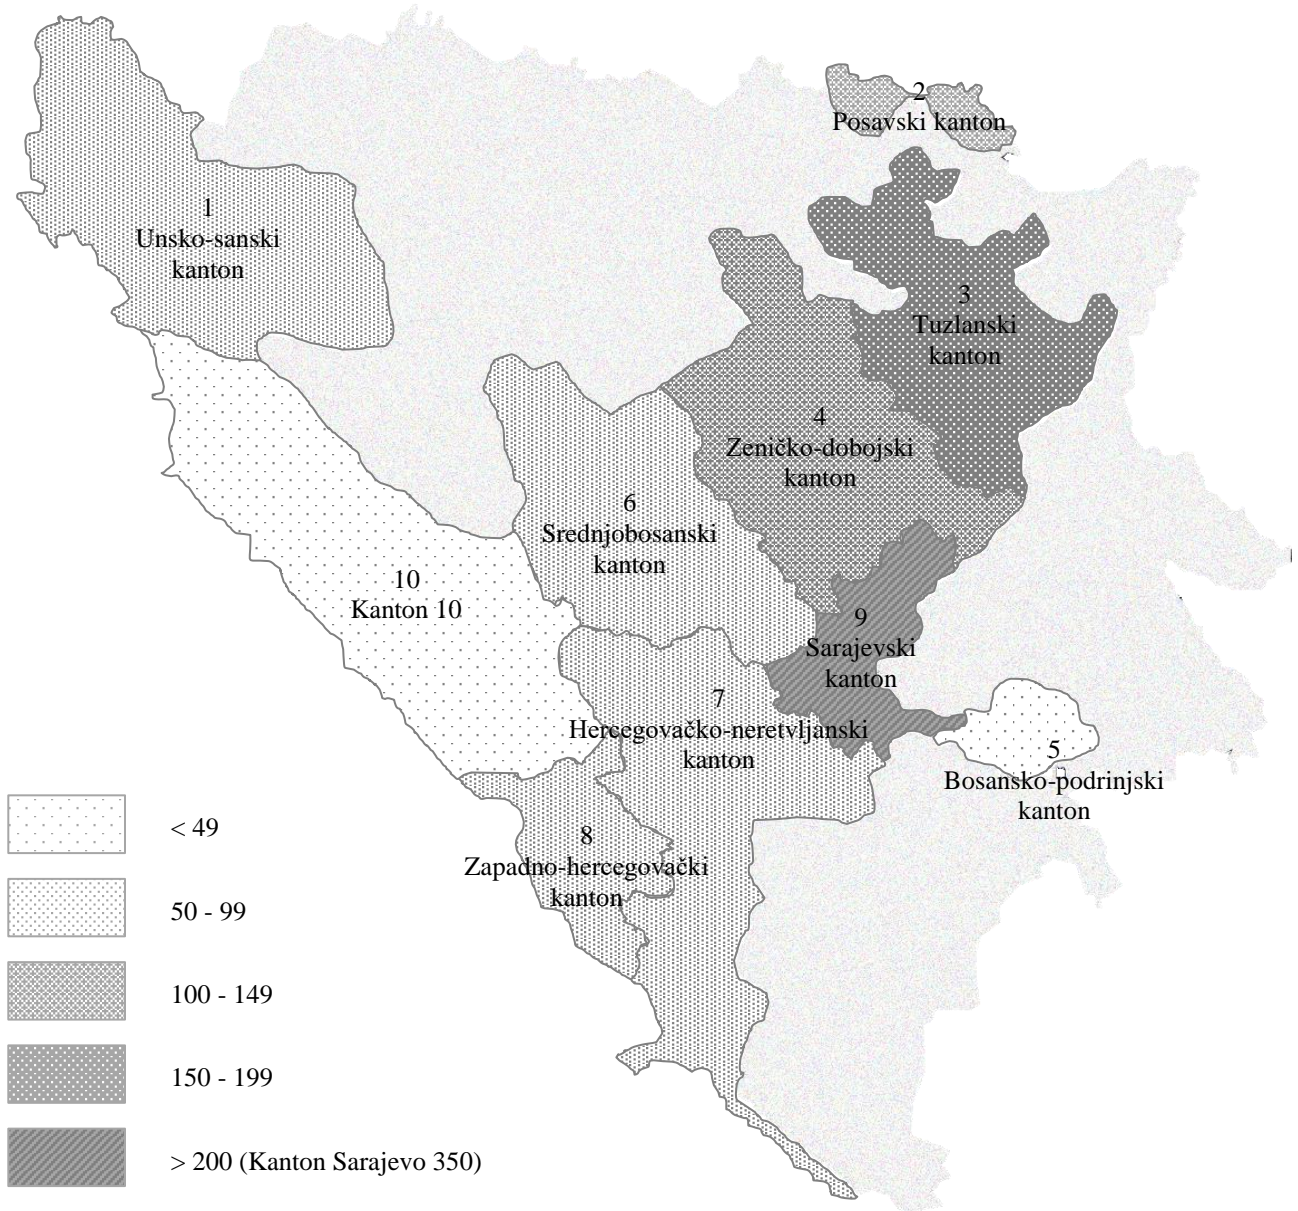 2
Posavski kanton
1
Unsko-sanski
kanton
3
Tuzlanski
kanton
4
Zeničko-dobojski
kanton
6
Srednjobosanski
kanton
10
Kanton 10
9
Sarajevski
kanton
7
Hercegovačko-neretvljanski
kanton
5
Bosansko-podrinjski
kanton
8
Zapadno-hercegovački
kanton
< 49
50 - 99
100 - 149
150 - 199
> 200 (Kanton Sarajevo 350)